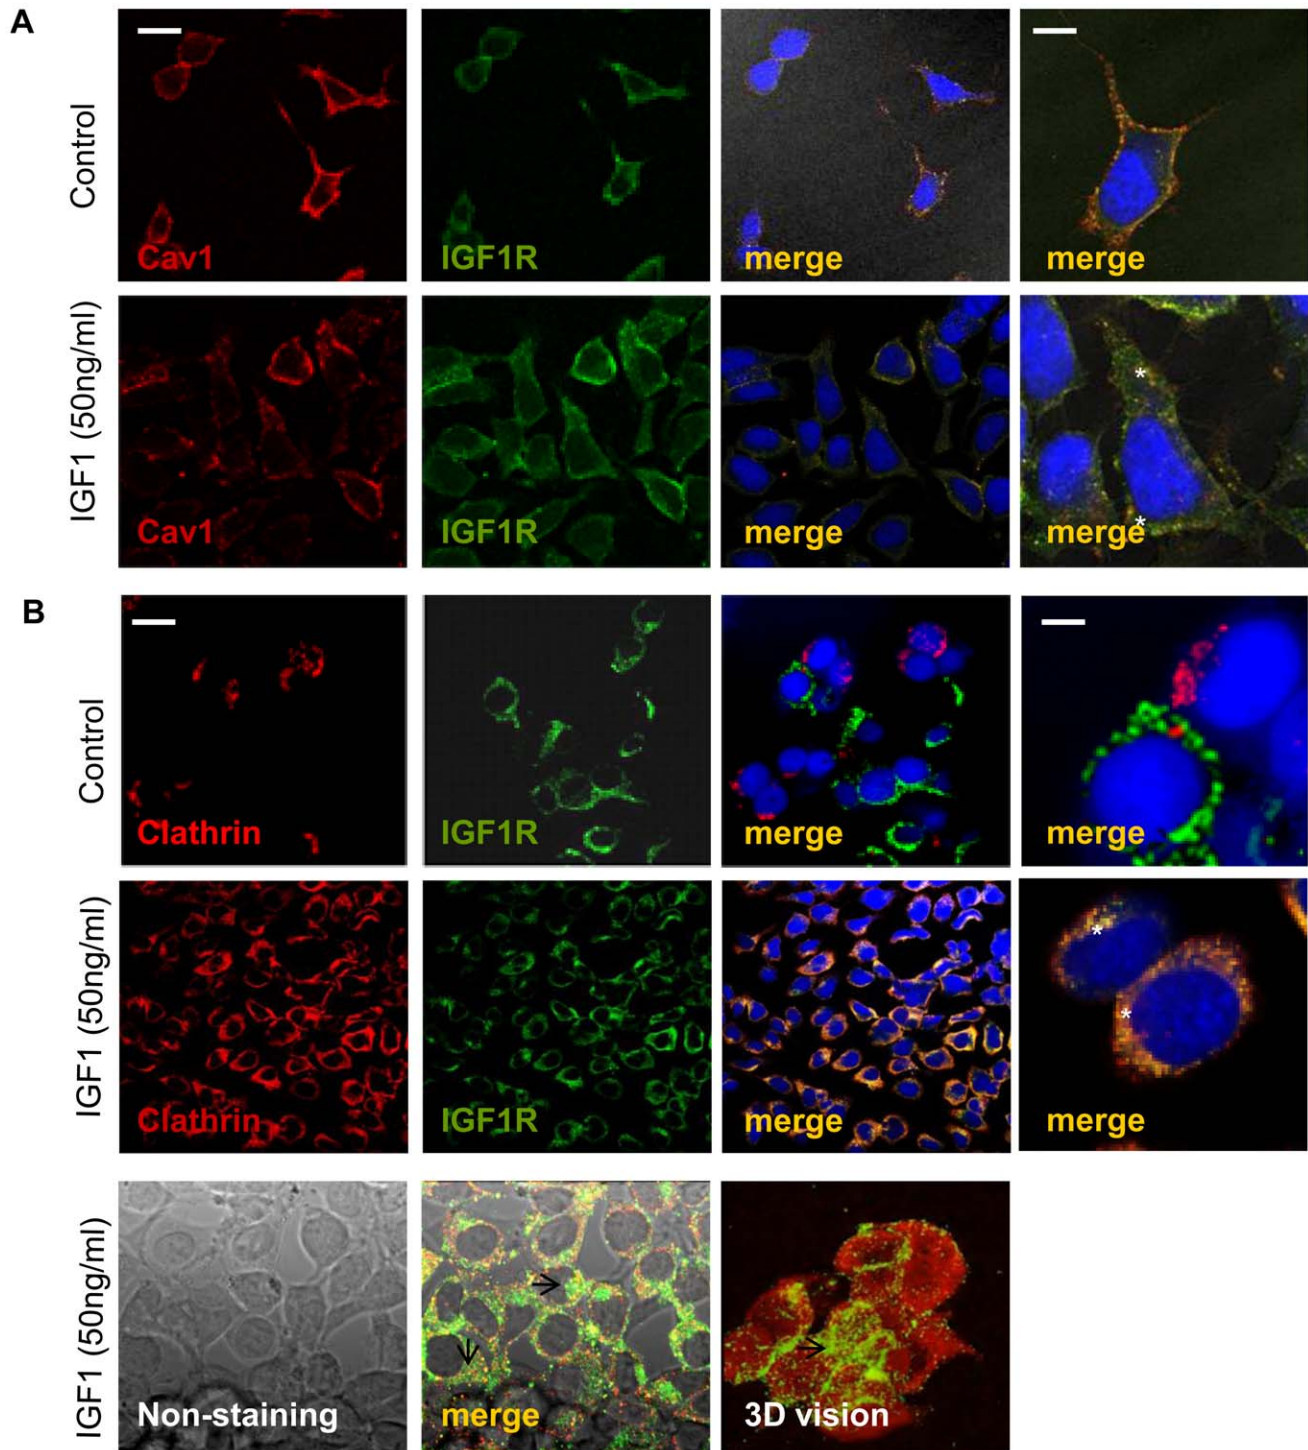 A
Control
Cav1
IGF1R
merge
merge
IGF1 (50ng/ml)
Cav1
IGF1R
merge
merge
*
*
B
Control
Clathrin
IGF1R
merge
merge
IGF1 (50ng/ml)
Clathrin
IGF1R
merge
merge
*
*
IGF1 (50ng/ml)
Non-staining
merge
3D vision